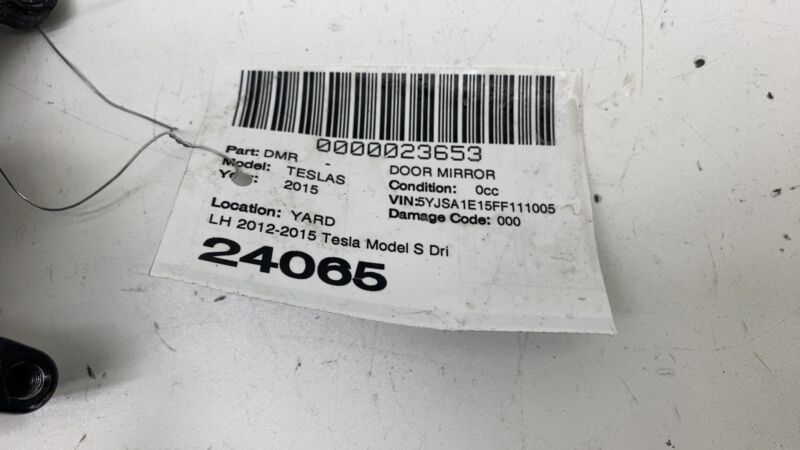 0000023653
Part: DMR - DOOR MIRROR
Model: TESLAS Condition: 0cc
2015 VIN:5YJSA1E15FF111005
Location: YARD Damage Code: 000
LH 2012-2015 Tesla Model S Dri
24065